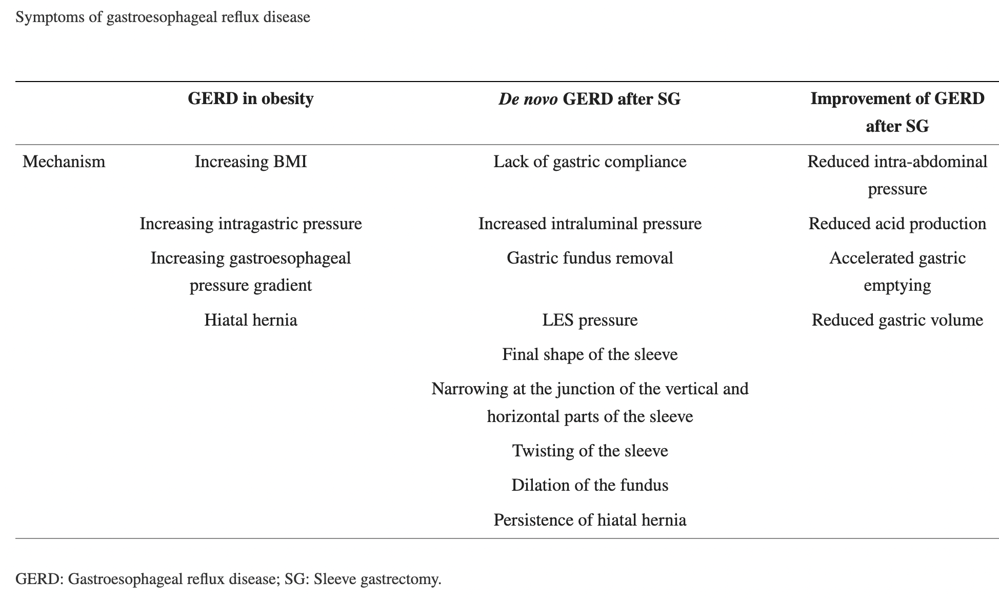 Symptoms of gastroesophageal reflux disease
GERD in obesity
De novo GERD after SG
Improvement of GERD
after SG
Mechanism
Increasing BMI
Lack of gastric compliance
Reduced intra-abdominal
pressure
Increasing intragastric pressure
Increased intraluminal pressure
Reduced acid production
Increasing gastroesophageal
pressure gradient
Gastric fundus removal
Accelerated gastric
emptying
Hiatal hernia
LES pressure
Reduced gastric volume
Final shape of the sleeve
Narrowing at the junction of the vertical and
horizontal parts of the sleeve
Twisting of the sleeve
Dilation of the fundus
Persistence of hiatal hernia
GERD: Gastroesophageal reflux disease; SG: Sleeve gastrectomy.